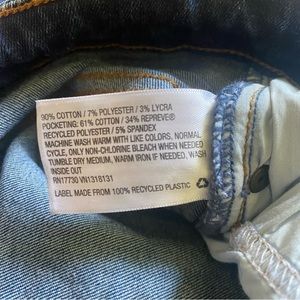 90% COTTON / 7% POLYESTER / 3% LYCRA
POCKETING: 61% COTTON / 34% REPREVE®
RECYCLED POLYESTER / 5% SPANDEX
MACHINE WASH WARM WITH LIKE COLORS. NORMAL
CYCLE. ONLY NON-CHLORINE BLEACH WHEN NEEDED
TUMBLE DRY MEDIUM, WARM IRON IF NEEDED, WASH
INSIDE OUT
RN17730 VN1318131
LABEL MADE FROM 100% RECYCLED PLASTIC